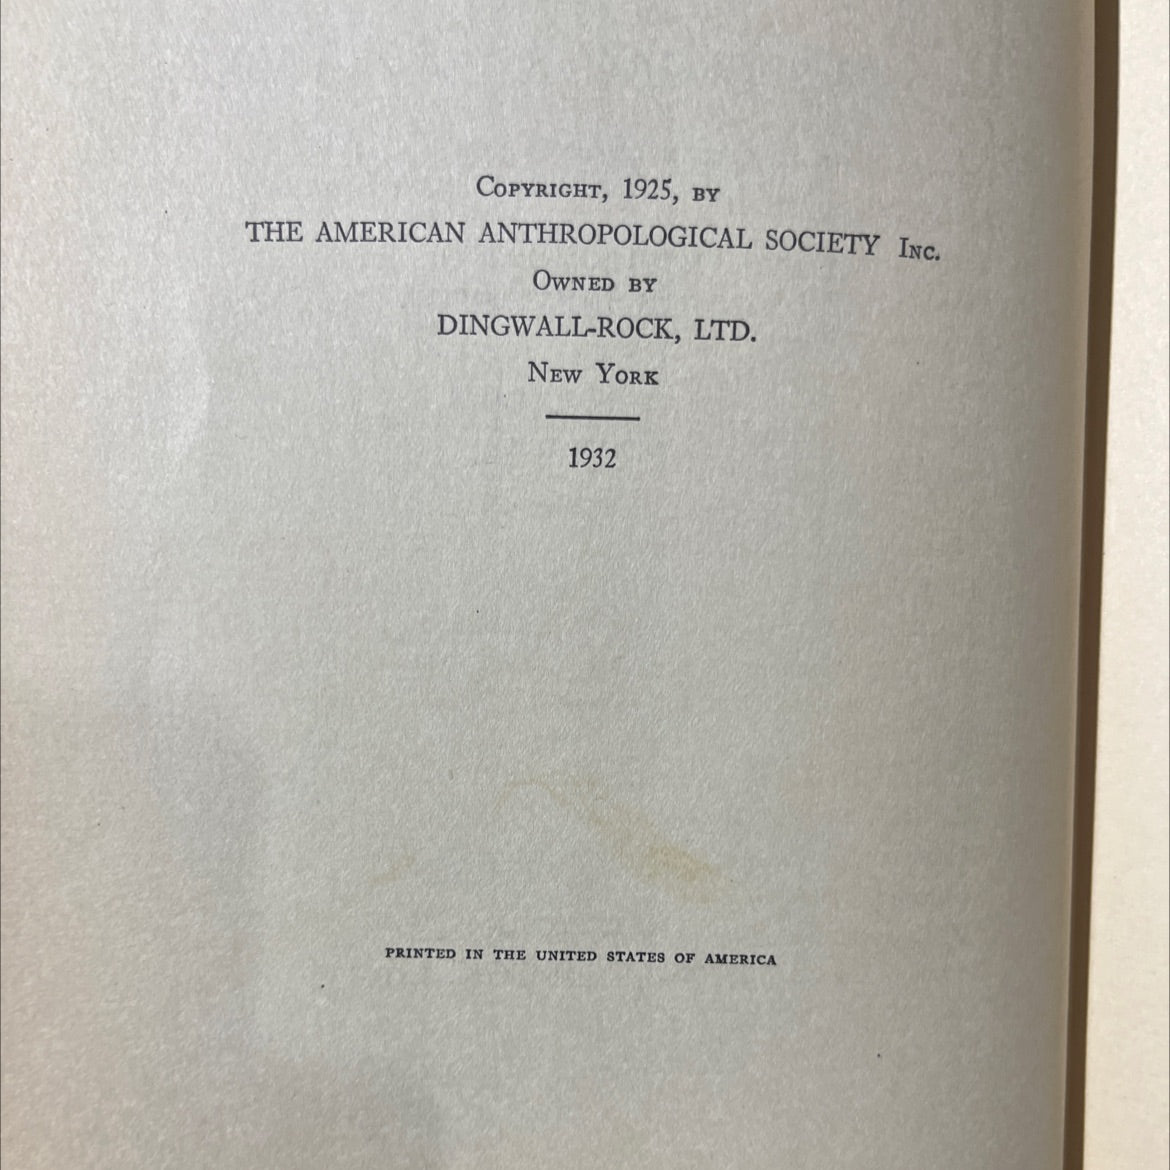 Copyright, 1925, by
THE AMERICAN ANTHROPOLOGICAL SOCIETY Inc.
Owned by
DINGWALL-ROCK, LTD.
New York
1932
PRINTED IN THE UNITED STATES OF AMERICA